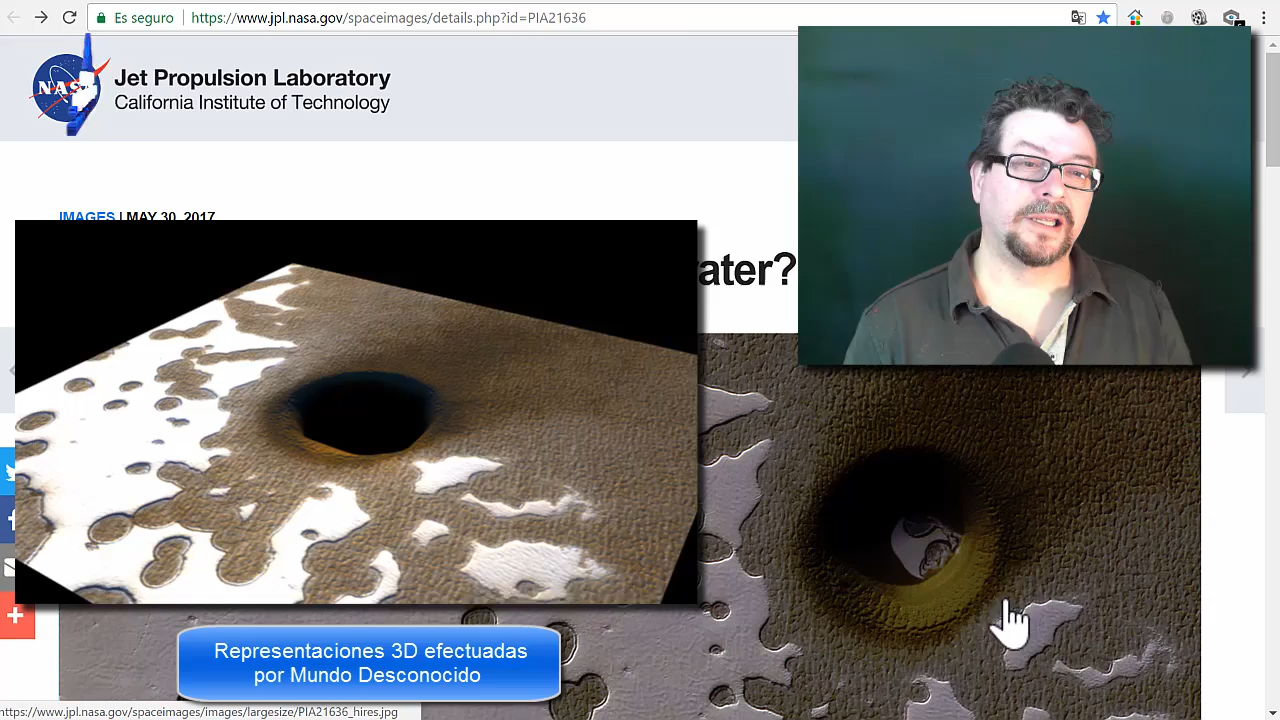 Es seguro
https://www.jpl.nasa.gov/spaceimages/details.php?id=PIA21636
NASA
Jet Propulsion Laboratory
California Institute of Technology
IMAGES | MAY 30, 2017
Representaciones 3D efectuadas
por Mundo Desconocido
https://www.jpl.nasa.gov/spaceimages/images/largesize/PIA21636_hires.jpg